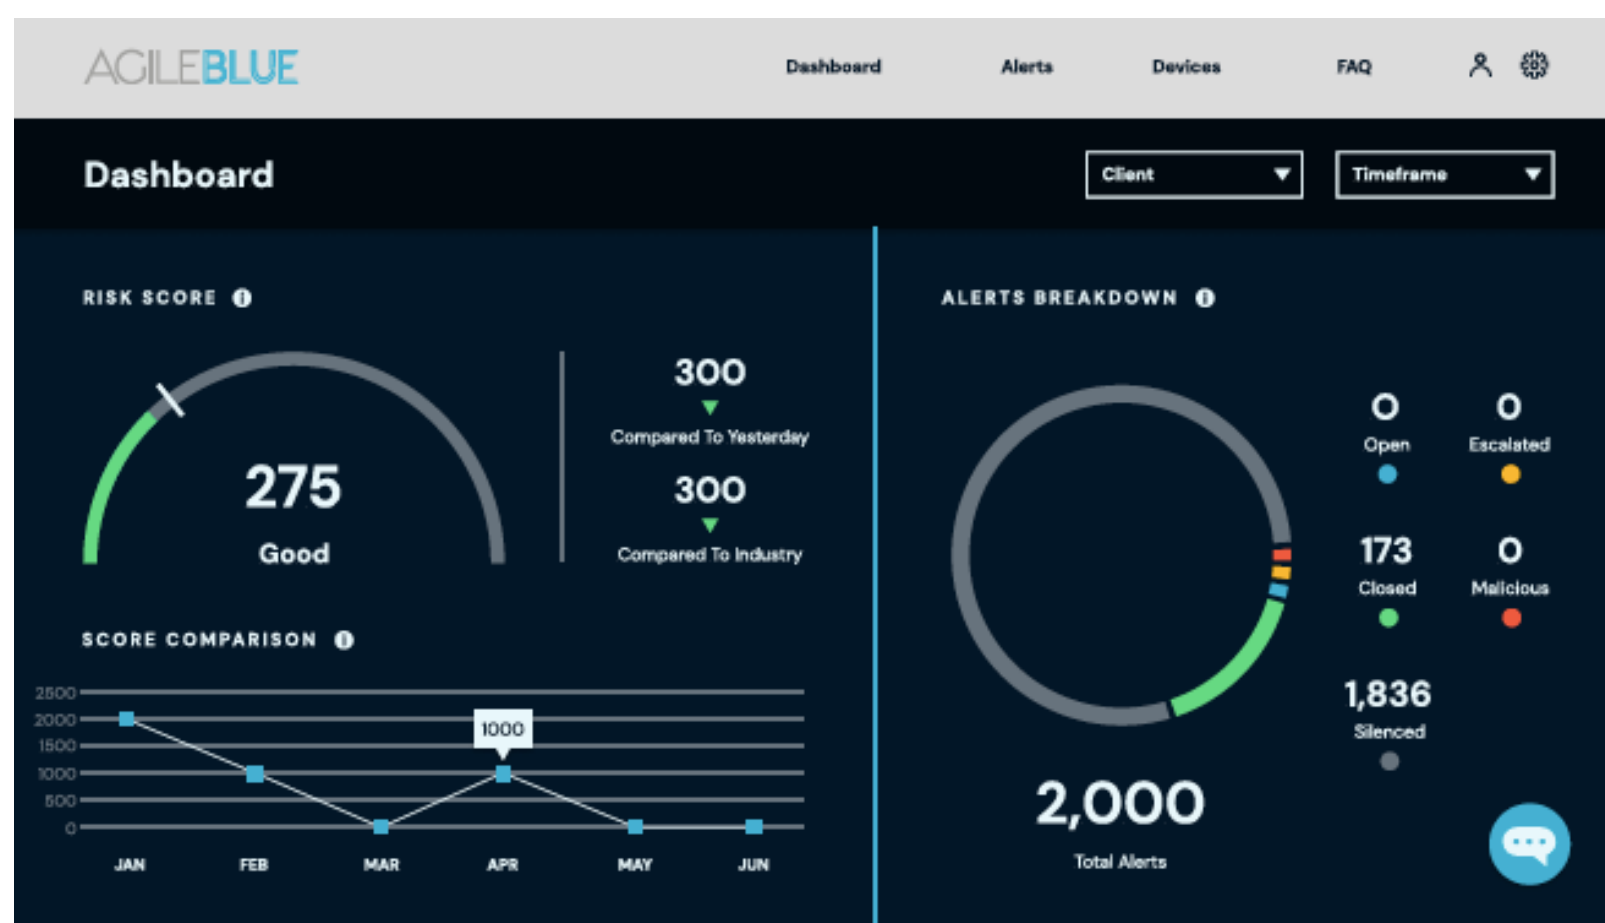 AGILEBLUE
Dashboard Alerts Devices FAQ
Dashboard
Client
Timeframe
RISK SCORE
275
Good
300
Compared To Yesterday
300
Compared To Industry
SCORE COMPARISON
2500
2000
1500
1000
500
0
1000
JAN FEB MAR APR MAY JUN
ALERTS BREAKDOWN
0
Open
0
Escalated
173
Closed
0
Malicious
1,836
Silenced
2,000
Total Alerts